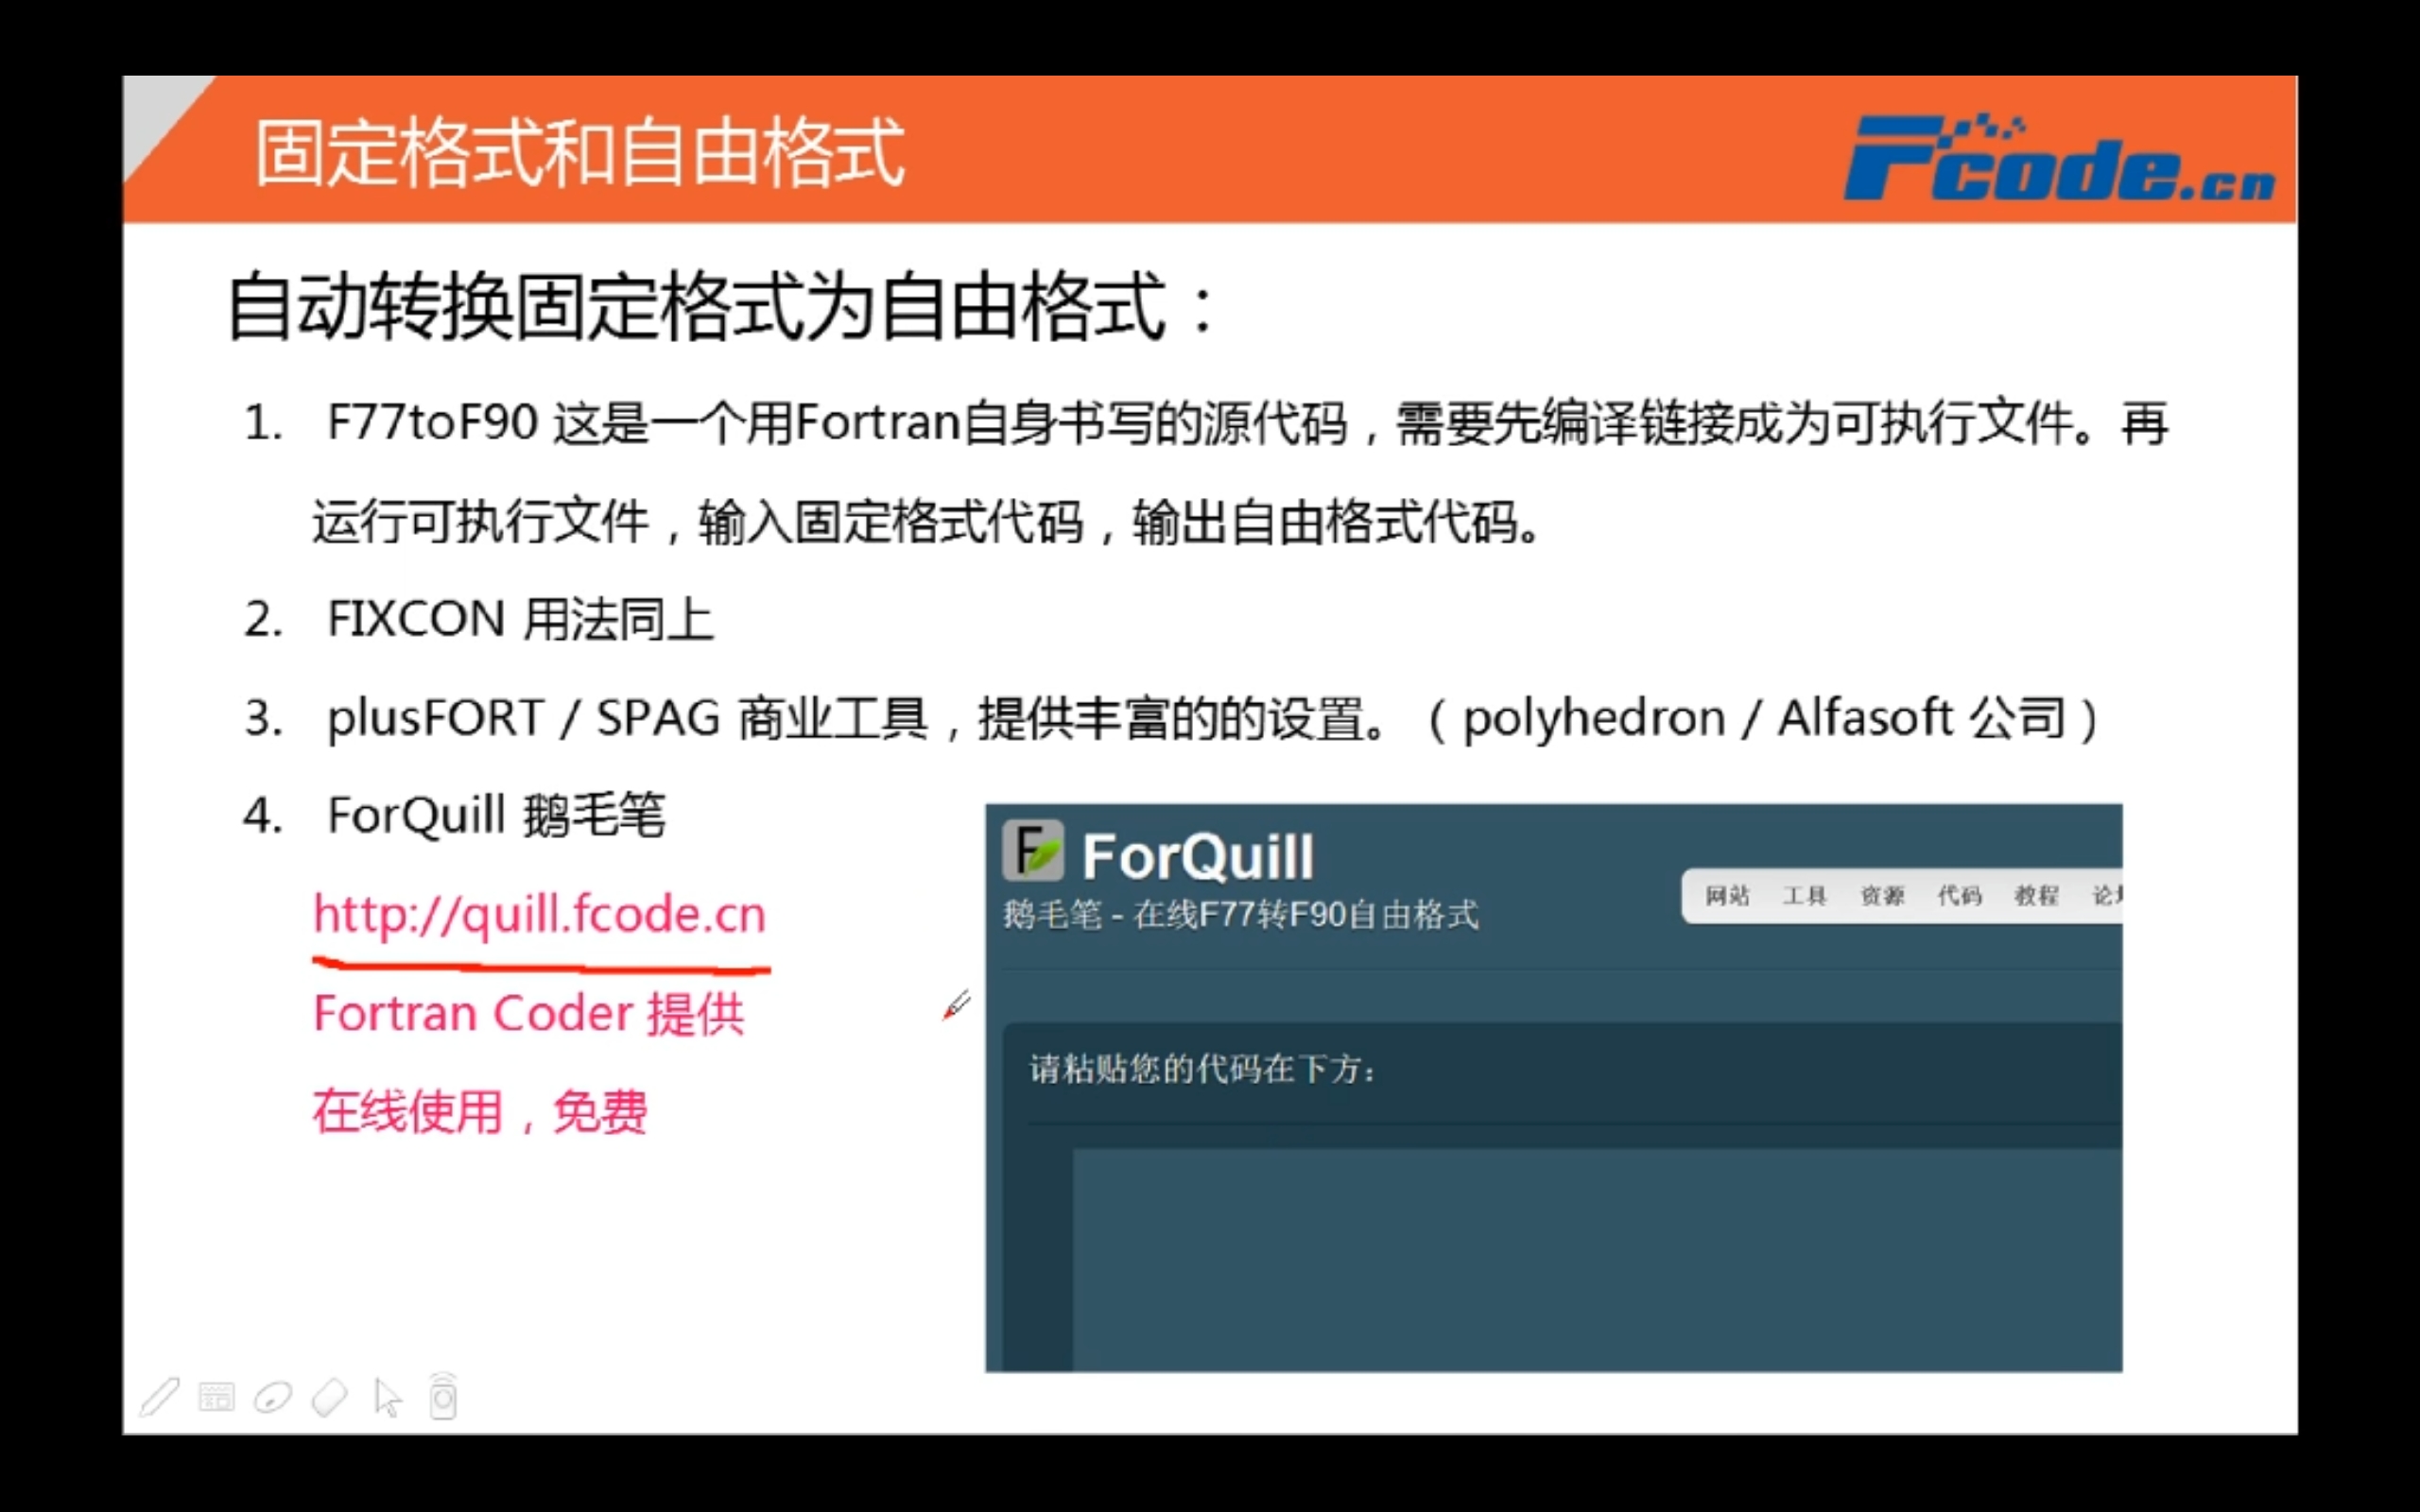 固定格式和自由格式
Fcode.cn
自动转换固定格式为自由格式：
1. F77toF90 这是一个用Fortran自身书写的源代码，需要先编译链接成为可执行文件。再
运行可执行文件，输入固定格式代码，输出自由格式代码。
2. FIXCON 用法同上
3. plusFORT / SPAG 商业工具，提供丰富的的设置。（polyhedron / Alfasoft 公司）
4. ForQuill 鹅毛笔
http://quill.fcode.cn
Fortran Coder 提供
在线使用，免费
ForQuill
鹅毛笔 - 在线F77转F90自由格式
网站 工具 资源 代码 教程 论
请粘贴您的代码在下方：